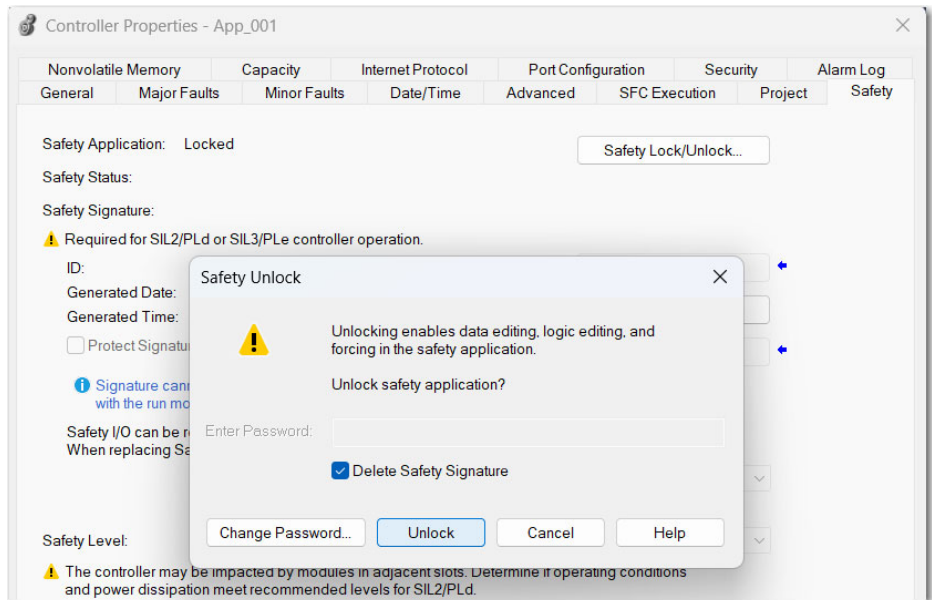 Controller Properties - App_001
Nonvolatile Memory Capacity Internet Protocol Port Configuration Security Alarm Log
General Major Faults Minor Faults Date/Time Advanced SFC Execution Project Safety
Safety Application: Locked
Safety Lock/Unlock...
Safety Status:
Safety Signature:
Required for SIL2/PLd or SIL3/PLe controller operation.
ID:
Generated Date:
Generated Time:
Protect
Signature
with the run
Safety I/O can be
When replacing
Safety Unlock
Unlocking enables data editing, logic editing, and
forcing in the safety application.
Unlock safety application?
Enter Password:
Delete Safety Signature
Change Password... Unlock Cancel Help
Safety Level:
The controller may be impacted by modules in adjacent slots. Determine if operating conditions
and power dissipation meet recommended levels for SIL2/PLd.